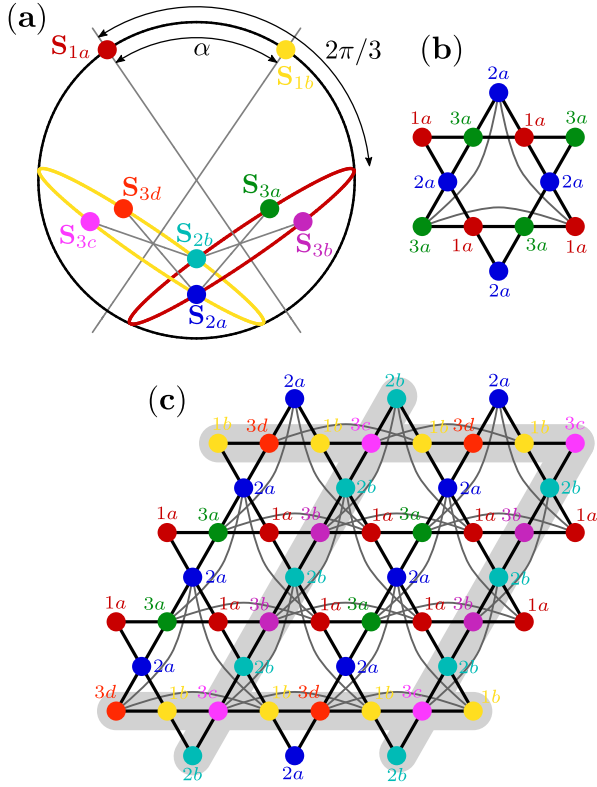 (a)
S1a
α
2π/3
S1b
S3d
S3a
S3c
S2b
S3b
S2a
(b)
2a
1a 3a 1a 3a
2a 2a
3a 1a 3a 1a
2a
(c)
2a 2b 2a
1b 3d 1b 3c 1b 3d 1b 3c
2a 2b 2a 2b
1a 3a 1a 3b 1a 3a 1a 3b 1a
2a 2b 2a 2b
1a 3a 1a 3b 1a 3a 1a 3b 1a
2a 2b 2a 2b
3d 1b 3c 1b 3d 1b 3c 1b
2b 2a 2b